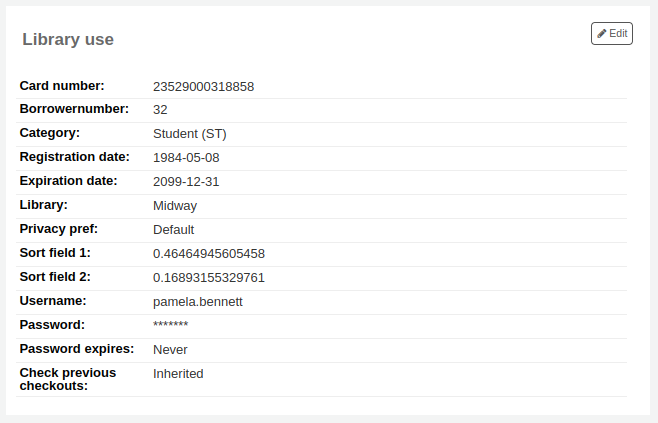 Library use
Edit
Card number: 23529000318858
Borrowernumber: 32
Category: Student (ST)
Registration date: 1984-05-08
Expiration date: 2099-12-31
Library: Midway
Privacy pref: Default
Sort field 1: 0.46464945605458
Sort field 2: 0.16893155329761
Username: pamela.bennett
Password: *******
Password expires: Never
Check previous Inherited
checkouts: